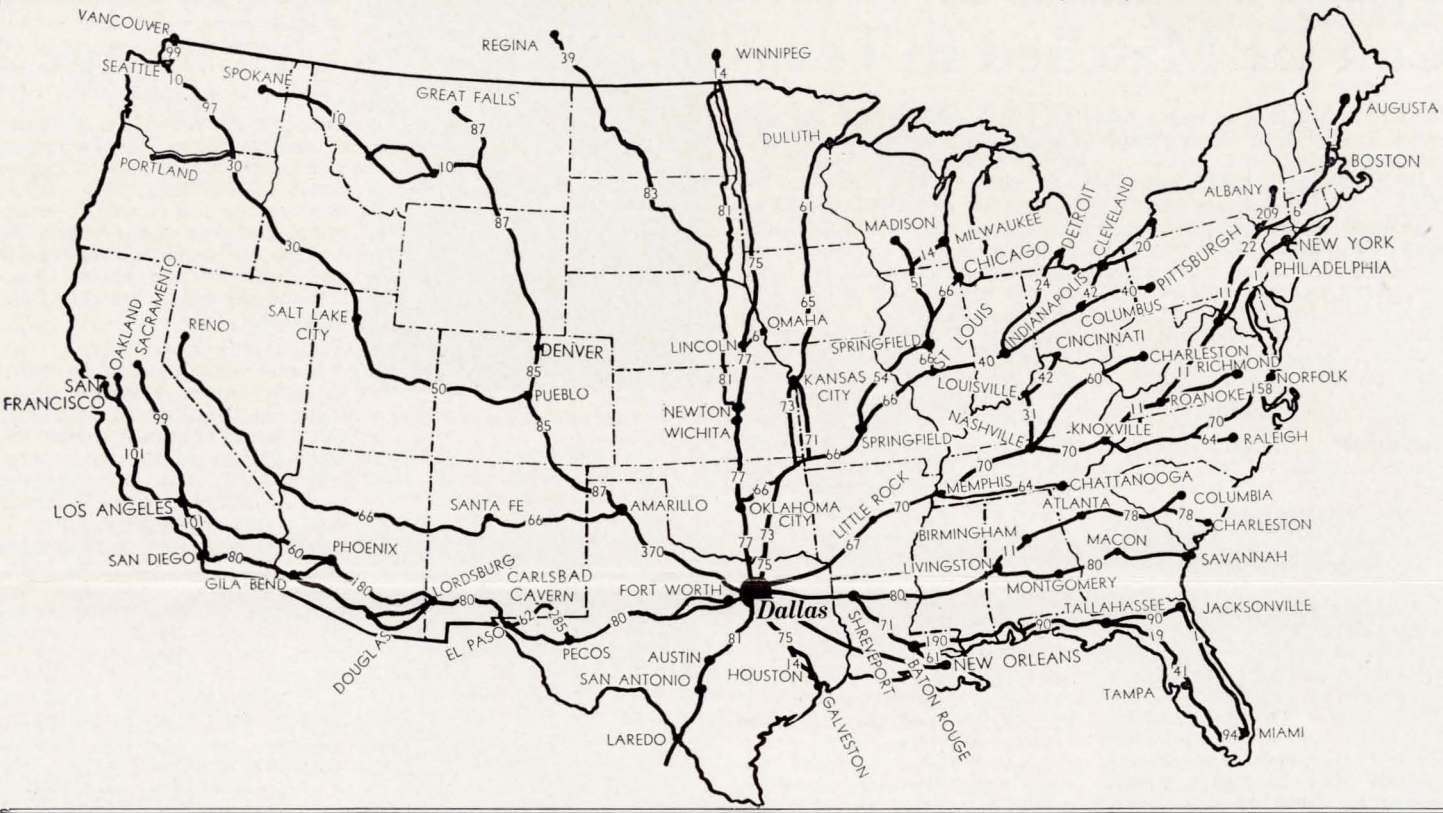 VANCOUVER
99
SEATTLE
10
SPOKANE
97
10
GREAT FALLS
87
10
REGINA
39
WINNIPEG
14
DULUTH
AUGUSTA
BOSTON
PORTLAND
30
87
83
81
61
75
ALBANY
209
6
MADISON
14
MILWAUKEE
CHICAGO
DETROIT
CLEVELAND
20
PITTSBURGH
22
NEW YORK
PHILADELPHIA
30
OAKLAND
SACRAMENTO
RENO
SALT LAKE
CITY
DENVER
85
LINCOLN
6
OMAHA
77
65
51
66
24
INDIANAPOLIS
42
40
COLUMBUS
11
1
SPRINGFIELD
66
ST LOUIS
40
CINCINNATI
SAN
FRANCISCO
99
101
50
PUEBLO
85
81
NEWTON
WICHITA
KANSAS
CITY
73
71
54
66
LOUISVILLE
42
31
60
CHARLESTON
11
RICHMOND
158
NORFOLK
ROANOKE
11
NASHVILLE
SPRINGFIELD
66
KNOXVILLE
70
70
64
RALEIGH
LOS ANGELES
101
66
SANTA FE
66
87
AMARILLO
77
66
OKLAHOMA
CITY
73
77
75
LITTLE ROCK
70
67
70
MEMPHIS
64
CHATTANOOGA
COLUMBIA
ATLANTA
78
78
CHARLESTON
BIRMINGHAM
11
MACON
SAVANNAH
SAN DIEGO
80
60
PHOENIX
GILA BEND
180
LORDSBURG
80
CARLSBAD
CAVERN
370
FORT WORTH
Dallas
80
LIVINGSTON
MONTGOMERY
80
DOUGLAS
EL PASO
62
285
PECOS
80
81
75
SHREVEPORT
71
190
61
NEW ORLEANS
90
TALLAHASSEE
90
19
JACKSONVILLE
AUSTIN
SAN ANTONIO
HOUSTON
14
GALVESTON
BATON ROUGE
TAMPA
41
94
MIAMI
LAREDO